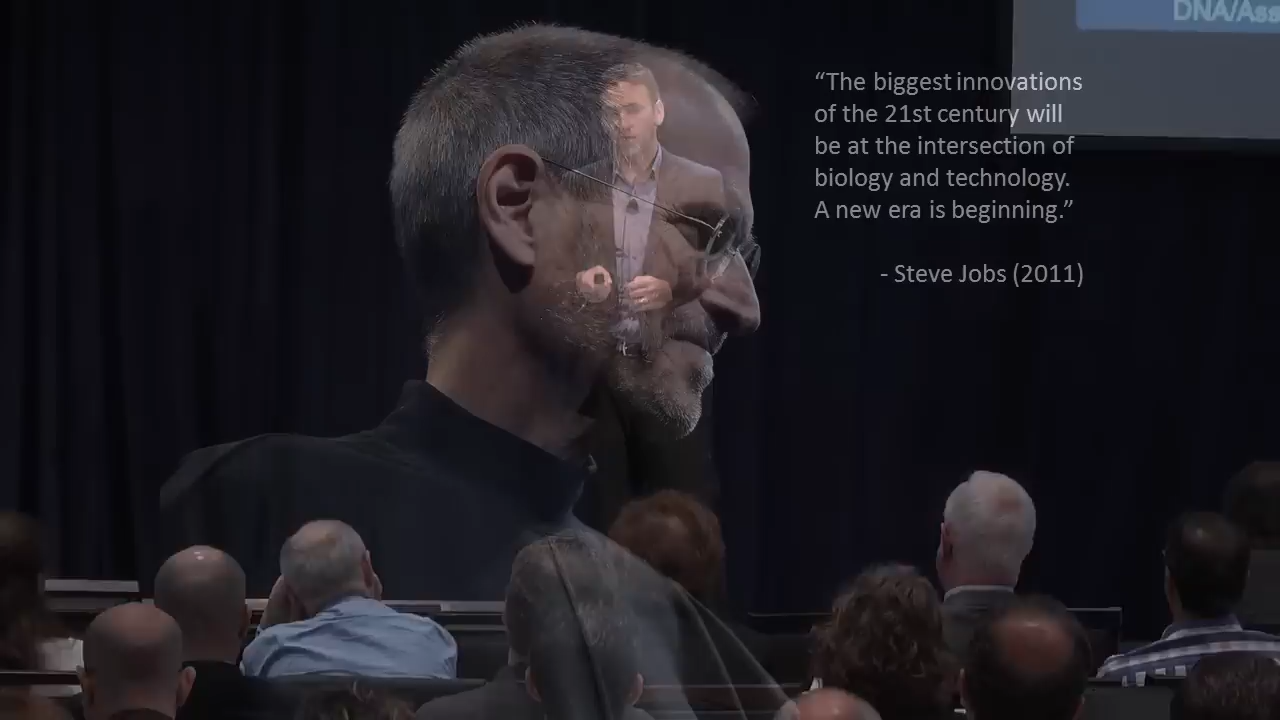 DNA/Ass
“The biggest innovations
of the 21st century will
be at the intersection of
biology and technology.
A new era is beginning.”
- Steve Jobs (2011)